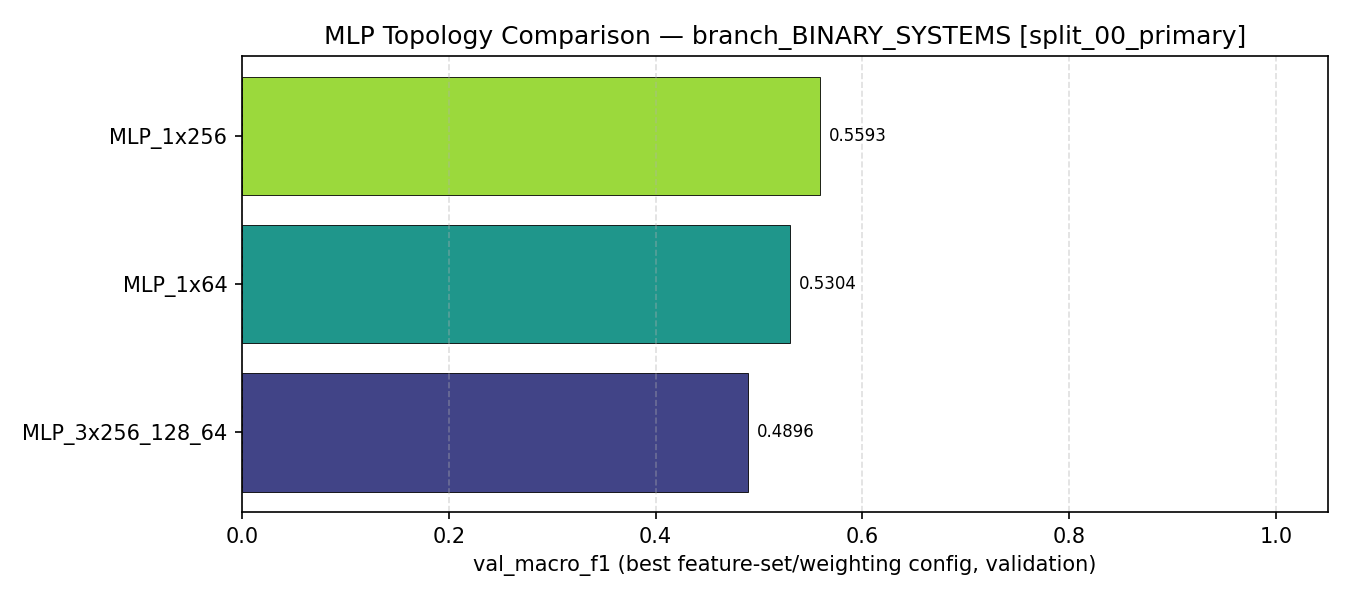 MLP Topology Comparison — branch_BINARY_SYSTEMS [split_00_primary]
MLP_1x256
0.5593
MLP_1x64
0.5304
MLP_3x256_128_64
0.4896
0.0 0.2 0.4 0.6 0.8 1.0
val_macro_f1 (best feature-set/weighting config, validation)